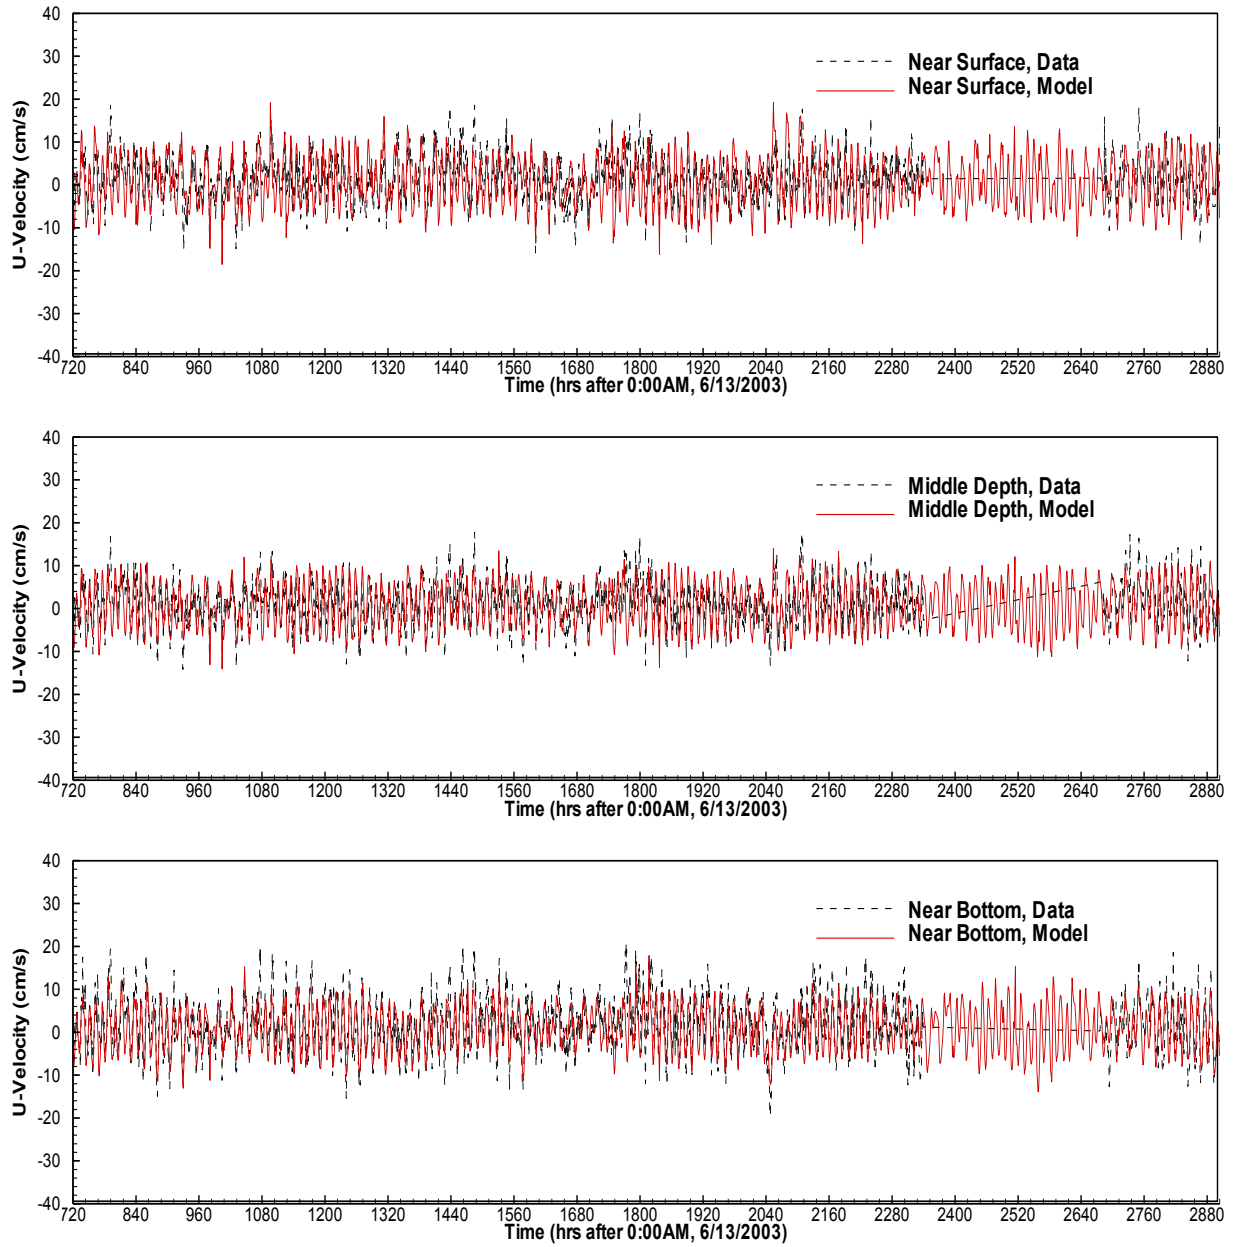 40
30
20
10
0
-10
-20
-30
-40
U-Velocity (cm/s)
Near Surface, Data
Near Surface, Model
720 840 960 1080 1200 1320 1440 1560 1680 1800 1920 2040 2160 2280 2400 2520 2640 2760 2880
Time (hrs after 0:00AM, 6/13/2003)
40
30
20
10
0
-10
-20
-30
-40
U-Velocity (cm/s)
Middle Depth, Data
Middle Depth, Model
720 840 960 1080 1200 1320 1440 1560 1680 1800 1920 2040 2160 2280 2400 2520 2640 2760 2880
Time (hrs after 0:00AM, 6/13/2003)
40
30
20
10
0
-10
-20
-30
-40
U-Velocity (cm/s)
Near Bottom, Data
Near Bottom, Model
720 840 960 1080 1200 1320 1440 1560 1680 1800 1920 2040 2160 2280 2400 2520 2640 2760 2880
Time (hrs after 0:00AM, 6/13/2003)